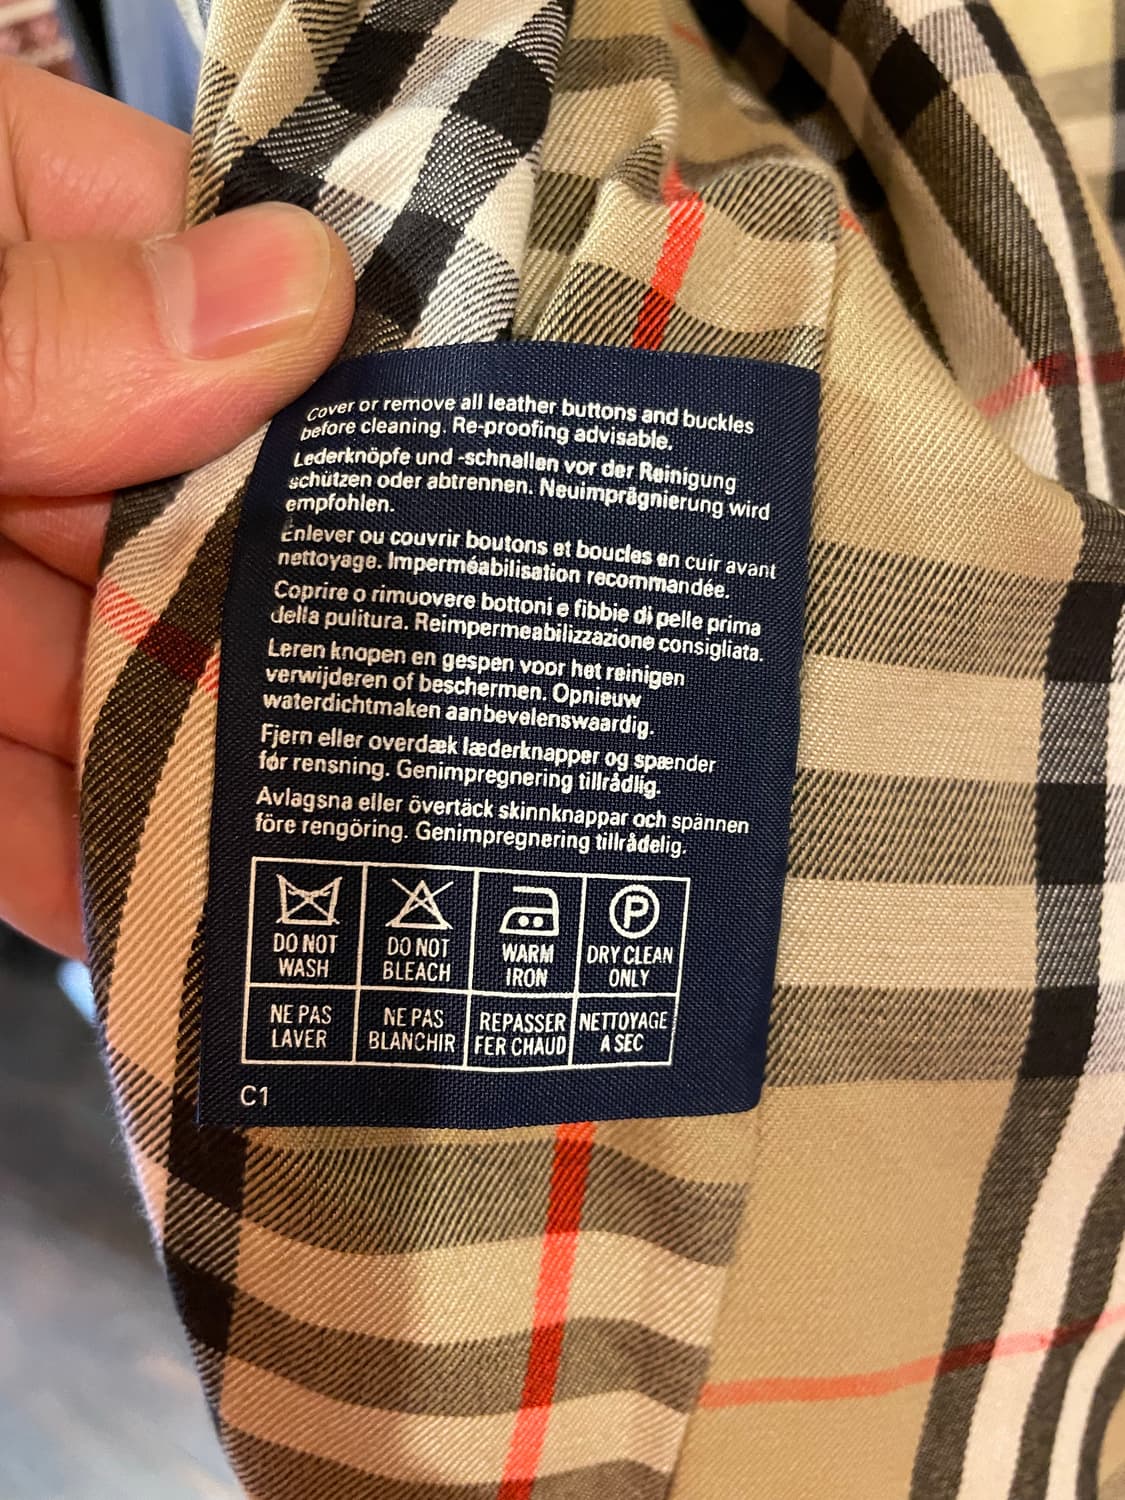 Cover or remove all leather buttons and buckles
before cleaning. Re-proofing advisable.
Lederknöpfe und -schnallen vor der Reinigung
schützen oder abtrennen. Neuimprägnierung wird
empfohlen.
Enlever ou couvrir boutons et boucles en cuir avant
nettoyage. Imperméabilisation recommandée.
Coprire o rimuovere bottoni e fibbie di pelle prima
della pulitura. Reimpermeabilizzazione consigliata.
Leren knopen en gespen voor het reinigen
verwijderen of beschermen. Opnieuw
waterdichtmaken aanbevelenswaardig.
Fjern eller overdæk læderknapper og spænder
før rensning. Genimpregnering tillrådlig.
Avlagsna eller övertäck skinnknappar och spännen
före rengöring. Genimpregnering tillrådelig.
P
DO NOT WASH
DO NOT BLEACH
WARM IRON
DRY CLEAN ONLY
NE PAS LAVER
NE PAS BLANCHIR
REPASSER FER CHAUD
NETTOYAGE A SEC
C1